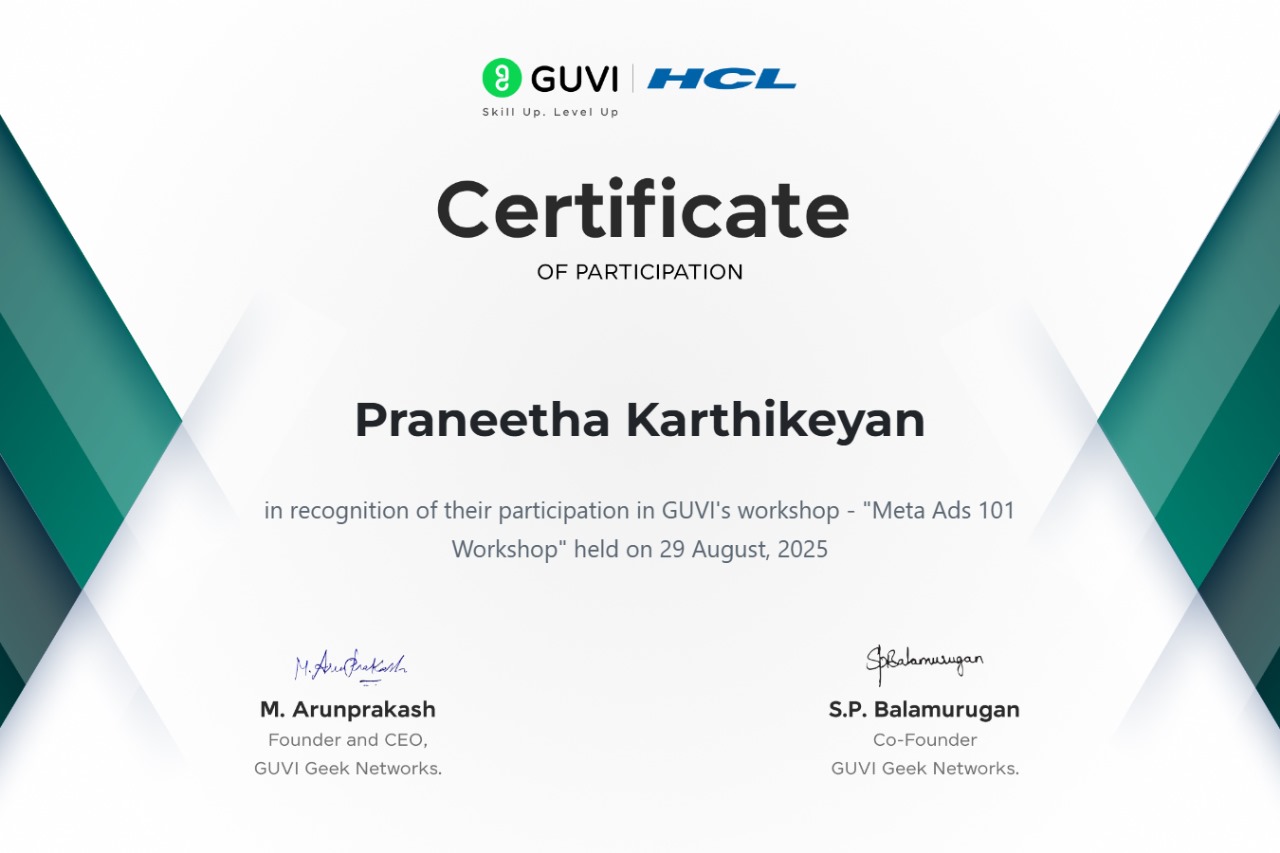 GUVI HCL
Skill Up. Level Up
Certificate
OF PARTICIPATION
Praneetha Karthikeyan
in recognition of their participation in GUVI's workshop - "Meta Ads 101
Workshop" held on 29 August, 2025
M. Arunprakash SpBalamurugan
M. Arunprakash S.P. Balamurugan
Founder and CEO, Co-Founder
GUVI Geek Networks. GUVI Geek Networks.